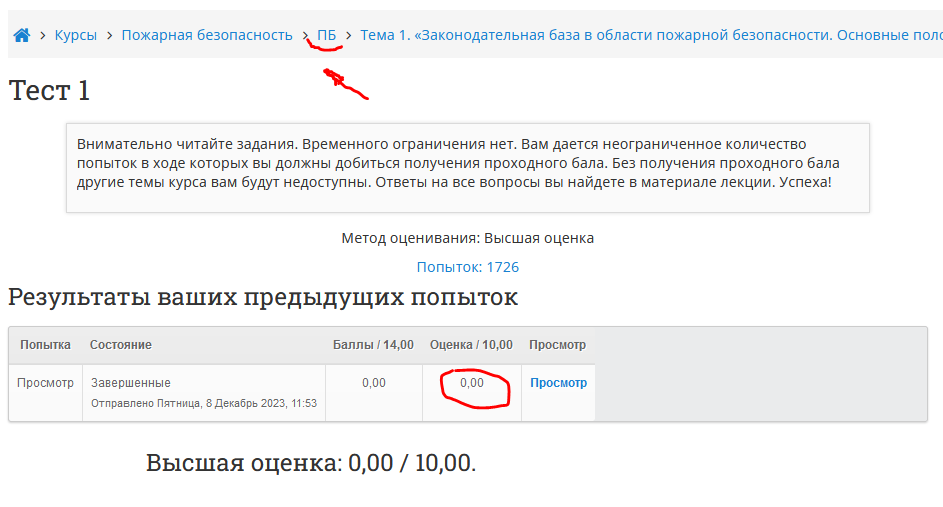 Курсы > Пожарная безопасность > ПБ > Тема 1. «Законодательная база в области пожарной безопасности. Основные поло
Тест 1
Внимательно читайте задания. Временного ограничения нет. Вам дается неограниченное количество
попыток в ходе которых вы должны добиться получения проходного бала. Без получения проходного бала
другие темы курса вам будут недоступны. Ответы на все вопросы вы найдете в материале лекции. Успеха!
Метод оценивания: Высшая оценка
Попыток: 1726
Результаты ваших предыдущих попыток
Попытка Состояние Баллы / 14,00 Оценка / 10,00 Просмотр
Просмотр Завершенные 0,00 0,00 Просмотр
Отправлено Пятница, 8 Декабрь 2023, 11:53
Высшая оценка: 0,00 / 10,00.